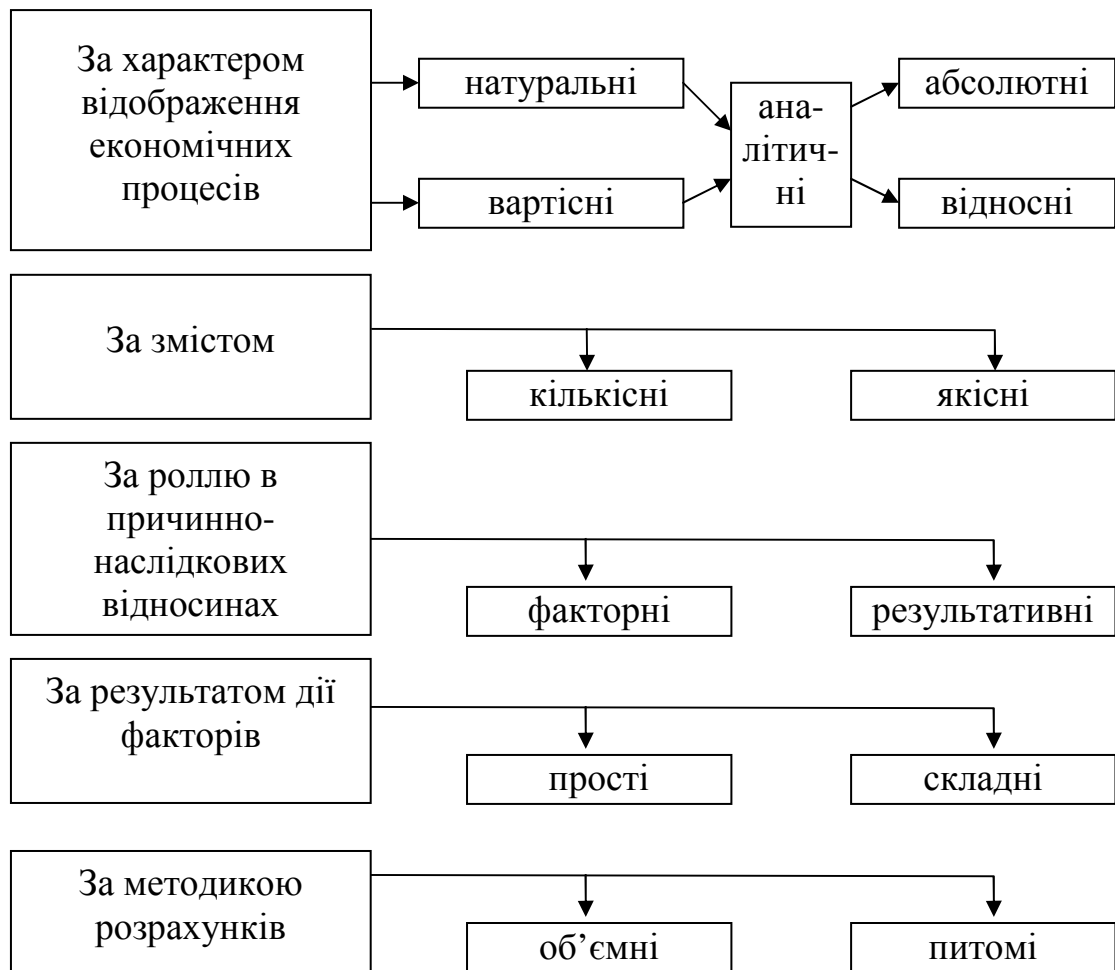 За характером
відображення
економічних
процесів
натуральні
вартісні
ана-
літич-
ні
абсолютні
відносні
За змістом
кількісні
якісні
За роллю в
причинно-
наслідкових
відносинах
факторні
результативні
За результатом дії
факторів
прості
складні
За методикою
розрахунків
об’ємні
питомі